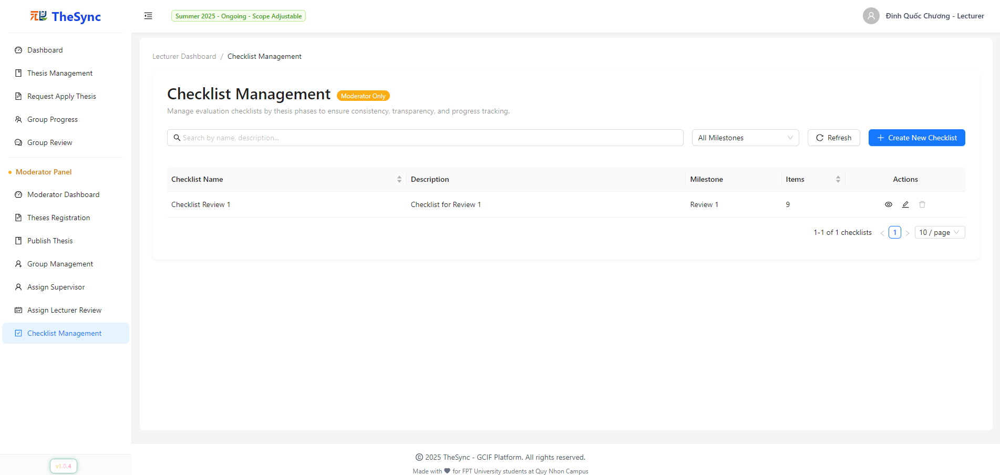 TheSync
Summer 2025 - Ongoing - Scope Adjustable
Đinh Quốc Chương - Lecturer
Dashboard
Thesis Management
Request Apply Thesis
Group Progress
Group Review
Moderator Panel
Moderator Dashboard
Theses Registration
Publish Thesis
Group Management
Assign Supervisor
Assign Lecturer Review
Checklist Management
v1.0.4
Lecturer Dashboard / Checklist Management
Checklist Management Moderator Only
Manage evaluation checklists by thesis phases to ensure consistency, transparency, and progress tracking.
Search by name, description... All Milestones Refresh Create New Checklist
Checklist Name Description Milestone Items Actions
Checklist Review 1 Checklist for Review 1 Review 1 9
1-1 of 1 checklists < 1 > 10 / page
© 2025 TheSync - GCIF Platform. All rights reserved.
Made with ♥ for FPT University students at Quy Nhon Campus